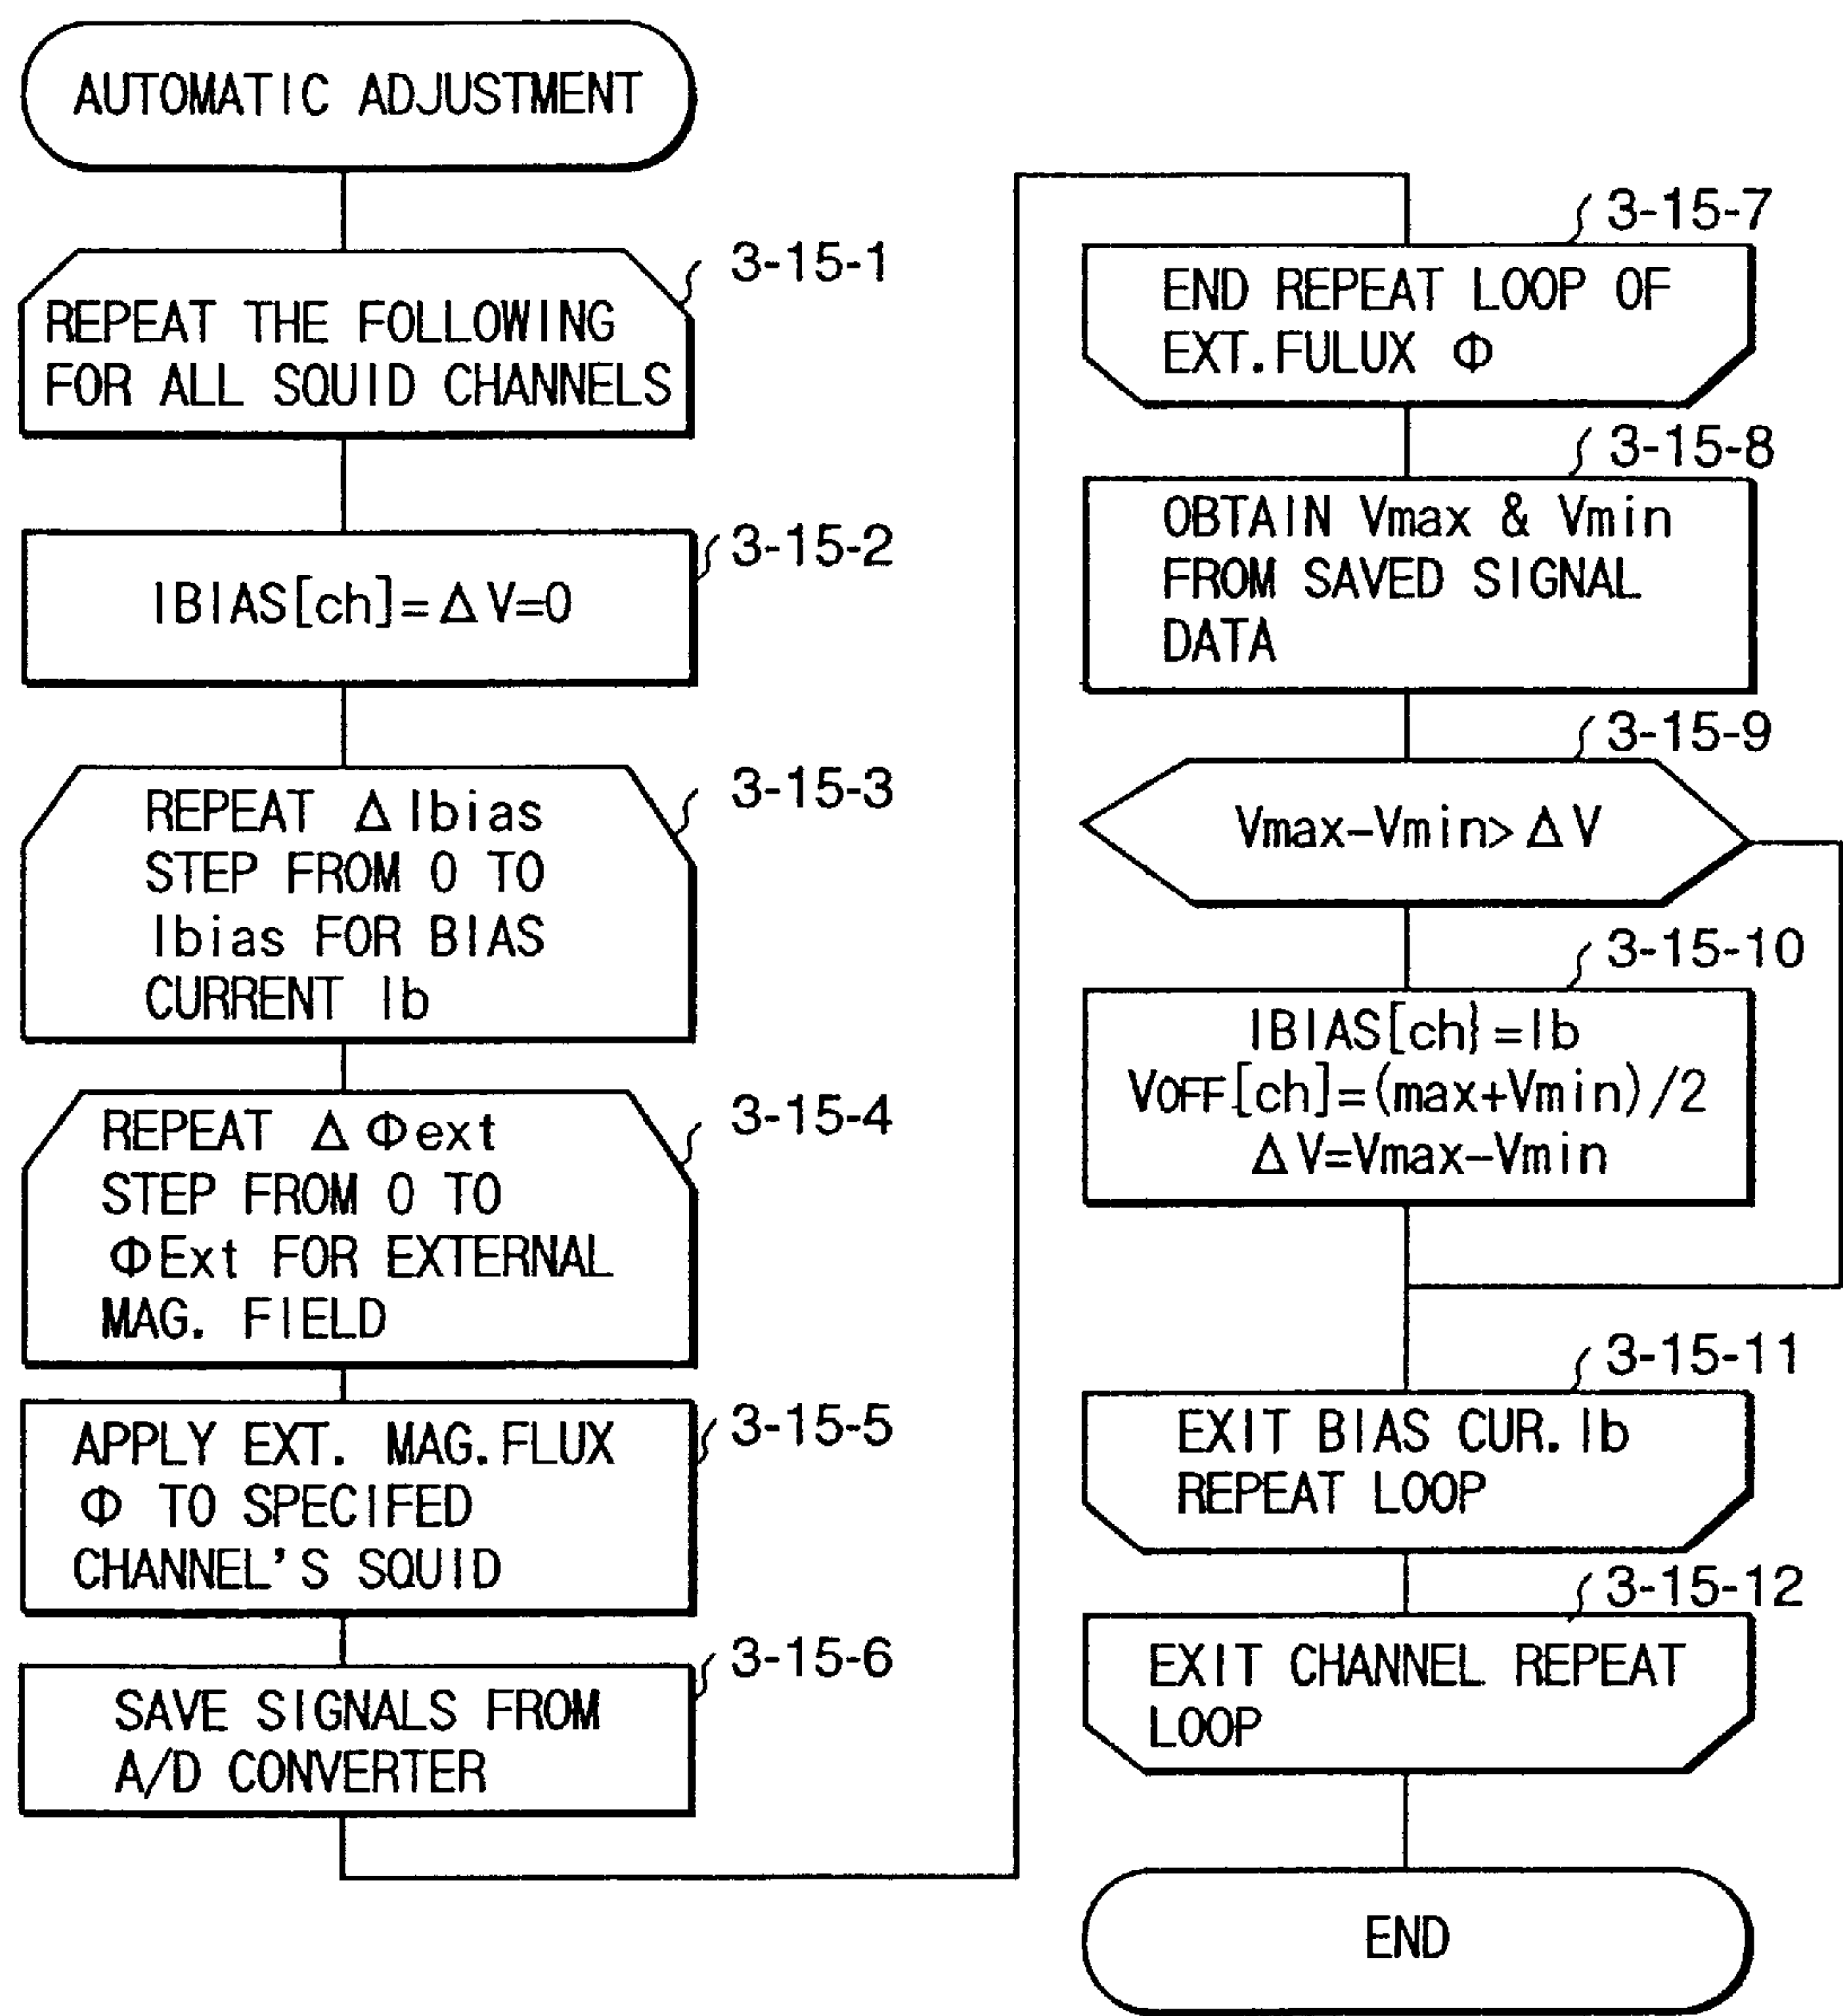 AUTOMATIC ADJUSTMENT
3-15-1
REPEAT THE FOLLOWING
FOR ALL SQUID CHANNELS
3-15-2
IBIAS[ch]=ΔV=0
3-15-3
REPEAT ΔIbias
STEP FROM 0 TO
Ibias FOR BIAS
CURRENT Ib
3-15-4
REPEAT ΔΦext
STEP FROM 0 TO
ΦExt FOR EXTERNAL
MAG. FIELD
3-15-5
APPLY EXT. MAG.FLUX
Φ TO SPECIFED
CHANNEL'S SQUID
3-15-6
SAVE SIGNALS FROM
A/D CONVERTER
3-15-7
END REPEAT LOOP OF
EXT.FULUX Φ
3-15-8
OBTAIN Vmax & Vmin
FROM SAVED SIGNAL
DATA
3-15-9
Vmax-Vmin>ΔV
3-15-10
IBIAS[ch}=Ib
VOFF[ch]=(max+Vmin)/2
ΔV=Vmax-Vmin
3-15-11
EXIT BIAS CUR.Ib
REPEAT LOOP
3-15-12
EXIT CHANNEL REPEAT
LOOP
END